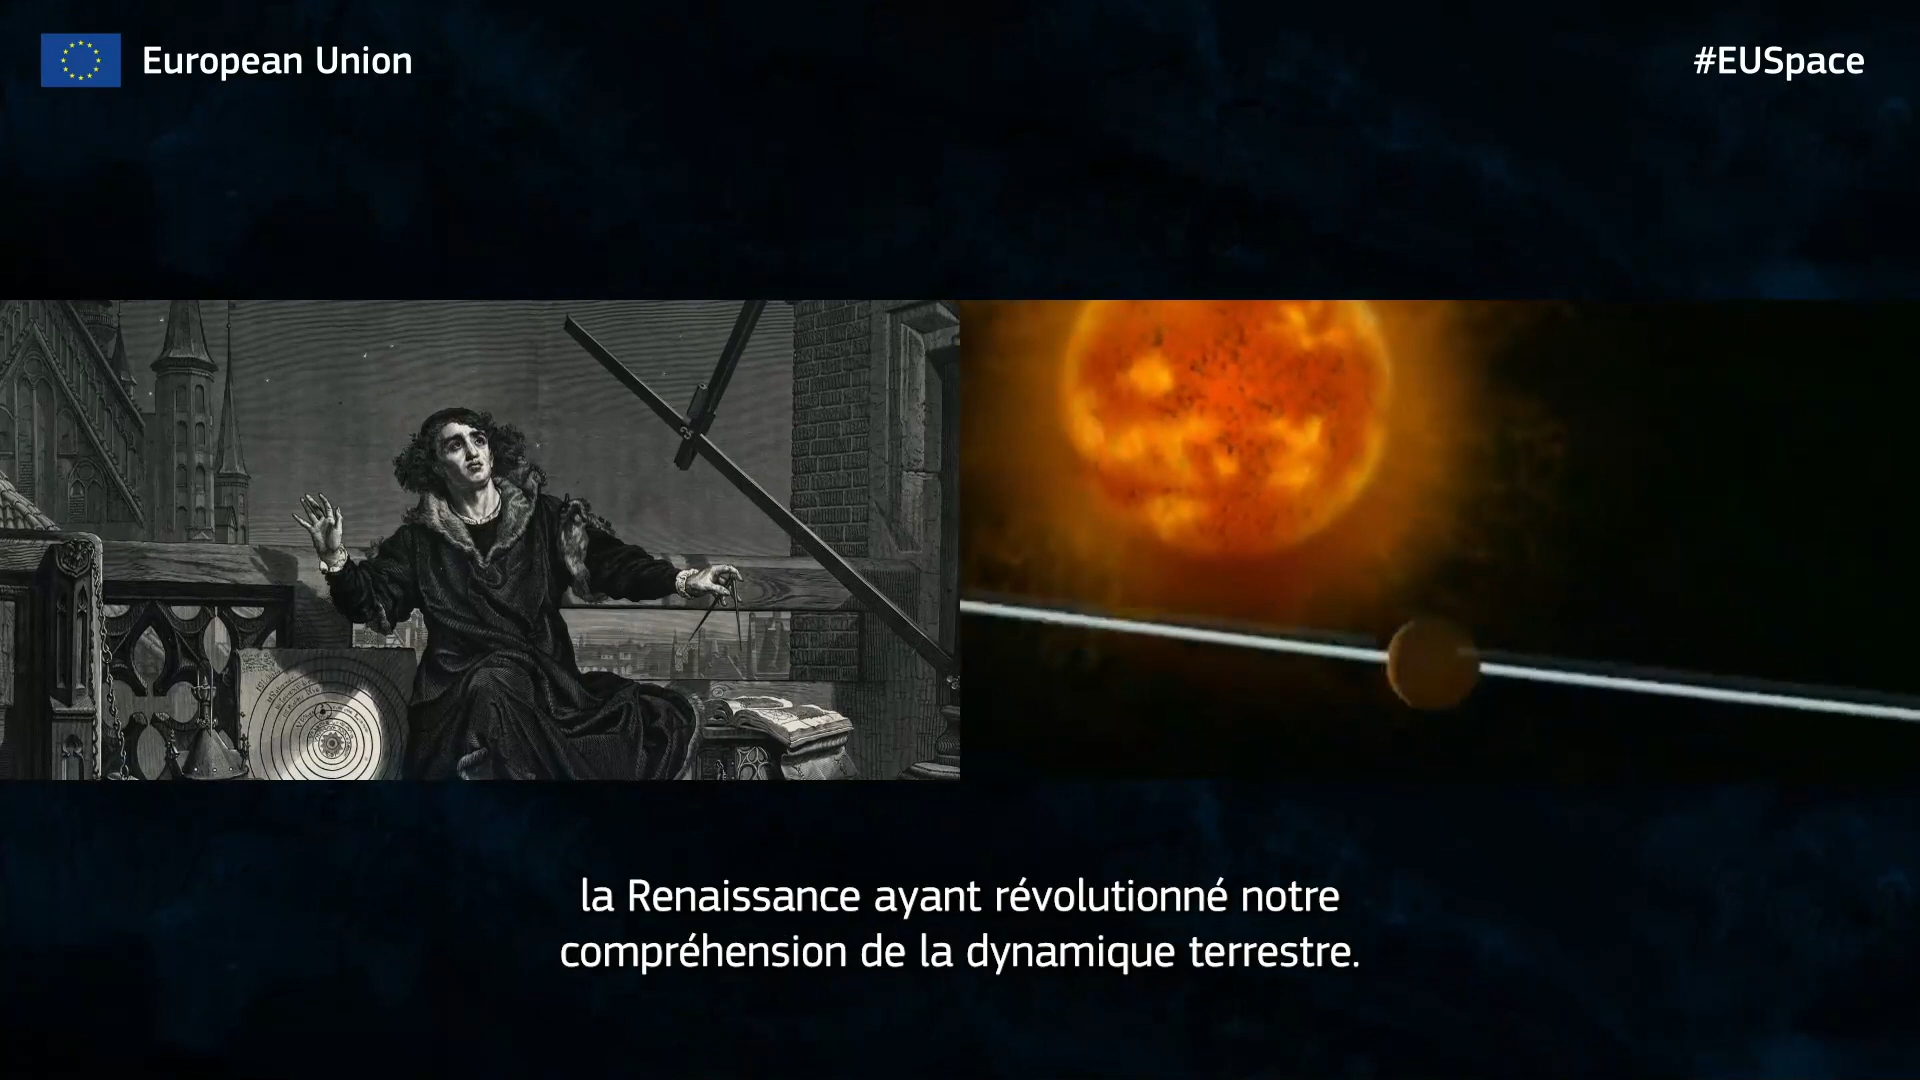 European Union
#EUSpace
la Renaissance ayant révolutionné notre
compréhension de la dynamique terrestre.